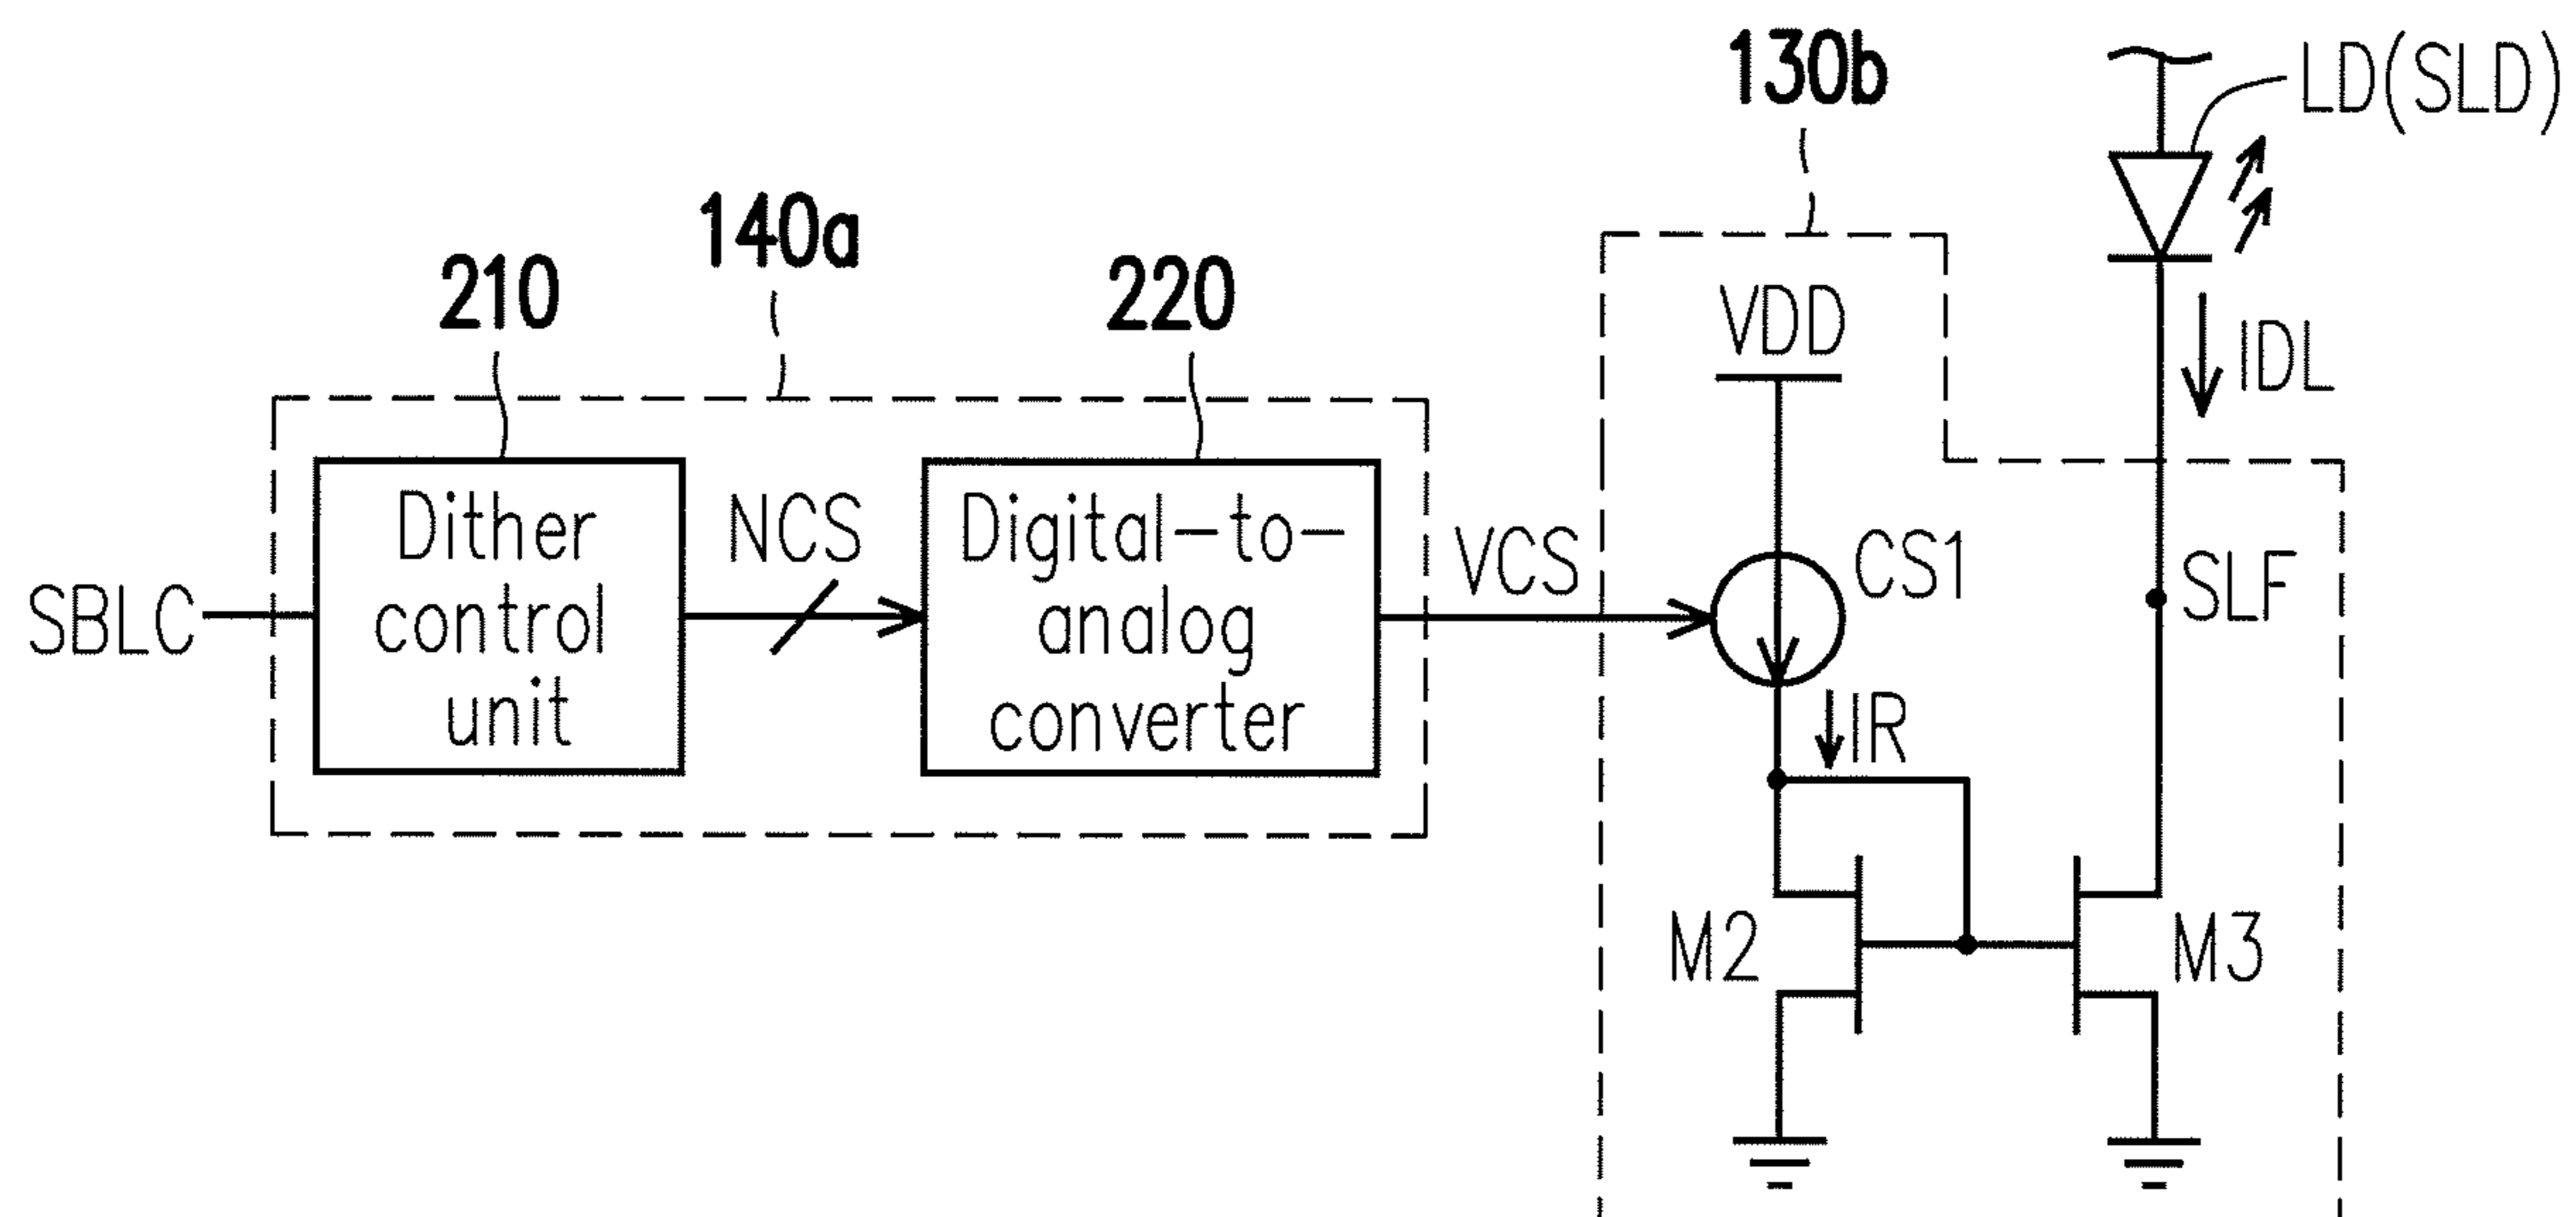 130b
LD(SLD)
140a
210
220
VDD
IDL
SBLC
Dither
control
unit
NCS
Digital-to-
analog
converter
VCS
CS1
SLF
IR
M2
M3